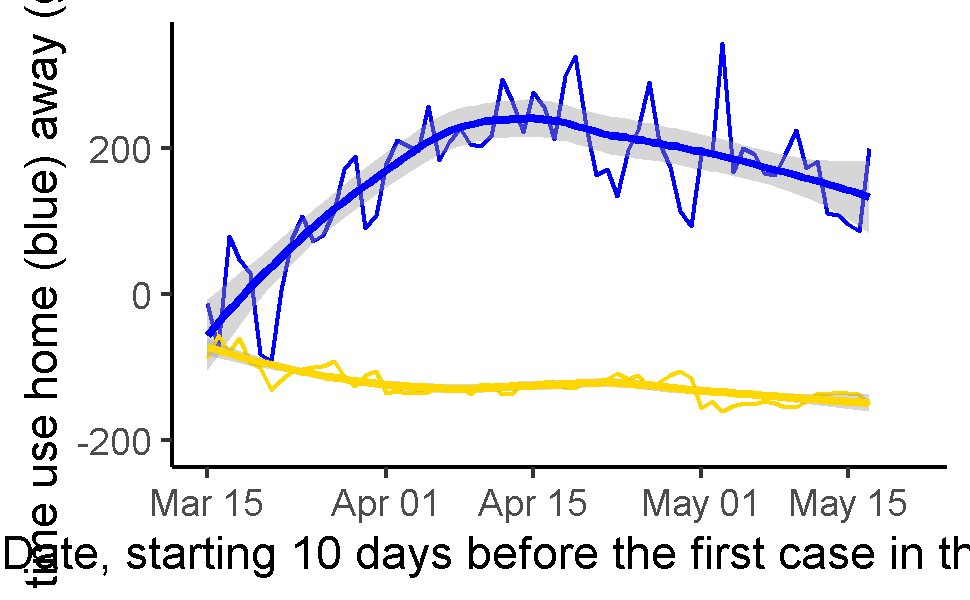 time use home (blue) away (
200
0
-200
Mar 15 Apr 01 Apr 15 May 01 May 15
Date, starting 10 days before the first case in th